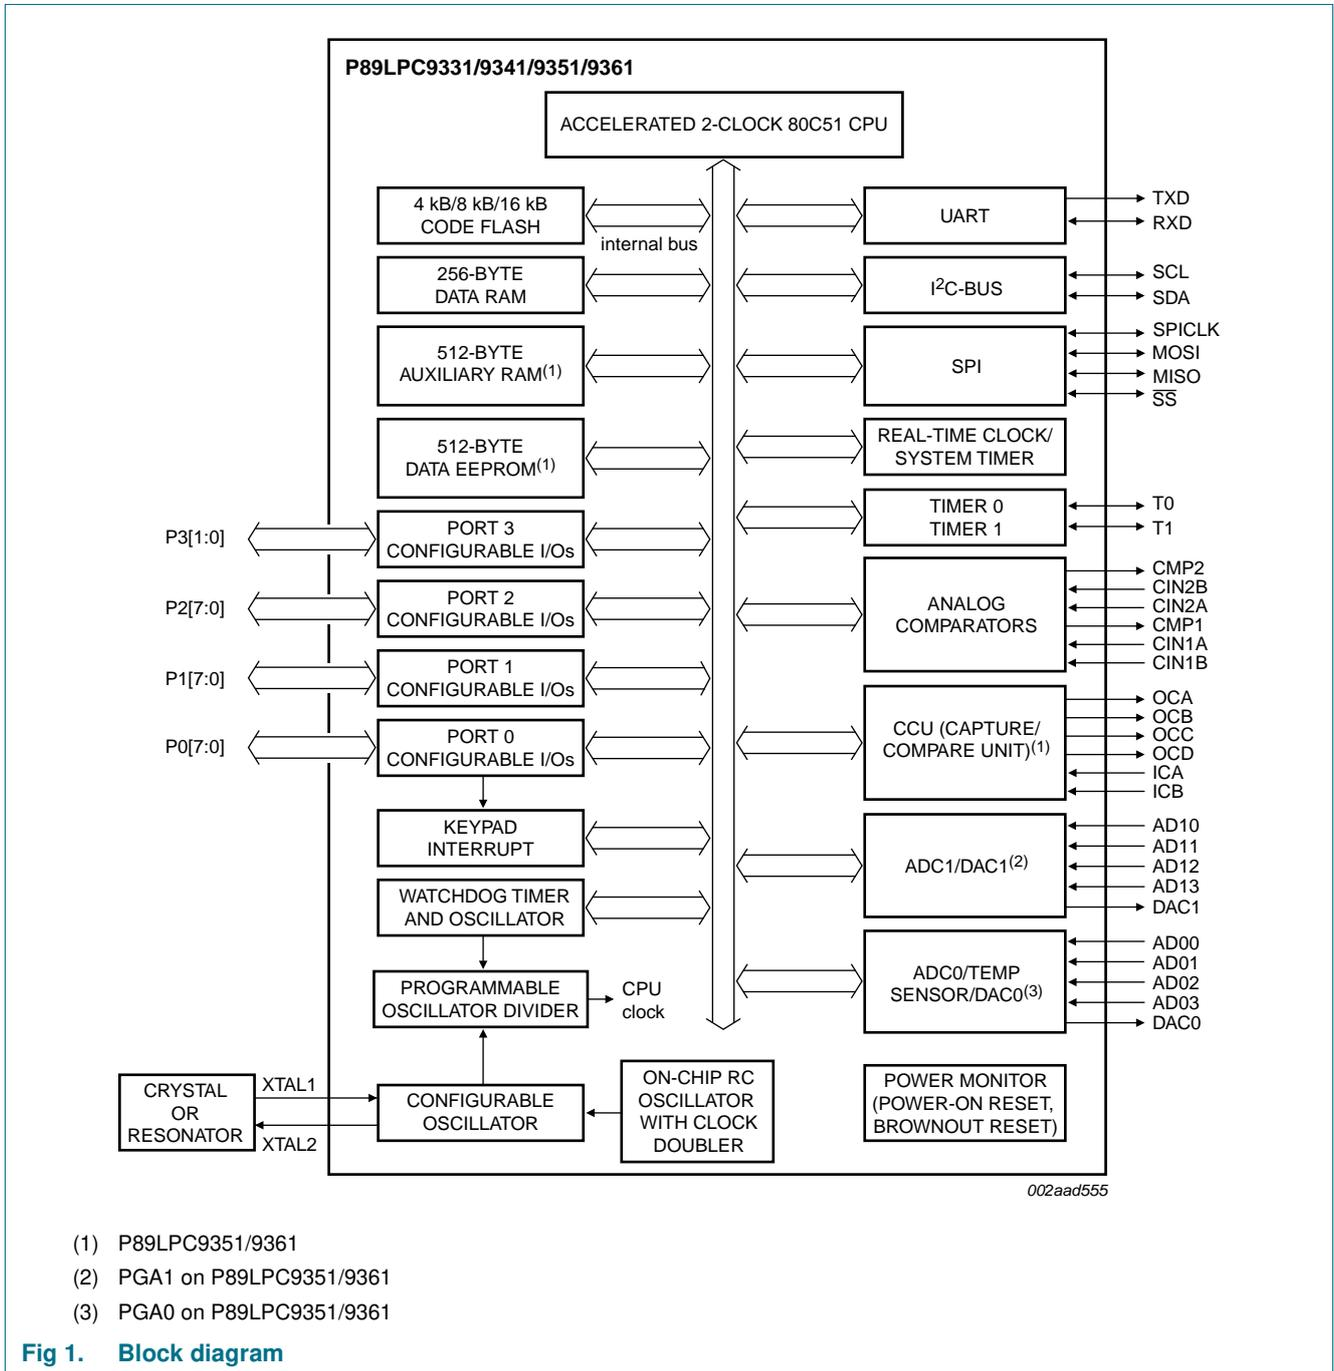 P89LPC9331/9341/9351/9361
ACCELERATED 2-CLOCK 80C51 CPU
4 kB/8 kB/16 kB
CODE FLASH
internal bus
256-BYTE
DATA RAM
512-BYTE
AUXILIARY RAM(1)
512-BYTE
DATA EEPROM(1)
P3[1:0]
PORT 3
CONFIGURABLE I/Os
P2[7:0]
PORT 2
CONFIGURABLE I/Os
P1[7:0]
PORT 1
CONFIGURABLE I/Os
P0[7:0]
PORT 0
CONFIGURABLE I/Os
KEYPAD
INTERRUPT
WATCHDOG TIMER
AND OSCILLATOR
PROGRAMMABLE
OSCILLATOR DIVIDER
CPU
clock
CRYSTAL
OR
RESONATOR
XTAL1
XTAL2
CONFIGURABLE
OSCILLATOR
ON-CHIP RC
OSCILLATOR
WITH CLOCK
DOUBLER
UART
TXD
RXD
I2C-BUS
SCL
SDA
SPI
SPICLK
MOSI
MISO
SS
REAL-TIME CLOCK/
SYSTEM TIMER
TIMER 0
TIMER 1
T0
T1
ANALOG
COMPARATORS
CMP2
CIN2B
CIN2A
CMP1
CIN1A
CIN1B
CCU (CAPTURE/
COMPARE UNIT)(1)
OCA
OCB
OCC
OCD
ICA
ICB
ADC1/DAC1(2)
AD10
AD11
AD12
AD13
DAC1
ADC0/TEMP
SENSOR/DAC0(3)
AD00
AD01
AD02
AD03
DAC0
POWER MONITOR
(POWER-ON RESET,
BROWNOUT RESET)
002aad555
(1) P89LPC9351/9361
(2) PGA1 on P89LPC9351/9361
(3) PGA0 on P89LPC9351/9361
Fig 1. Block diagram